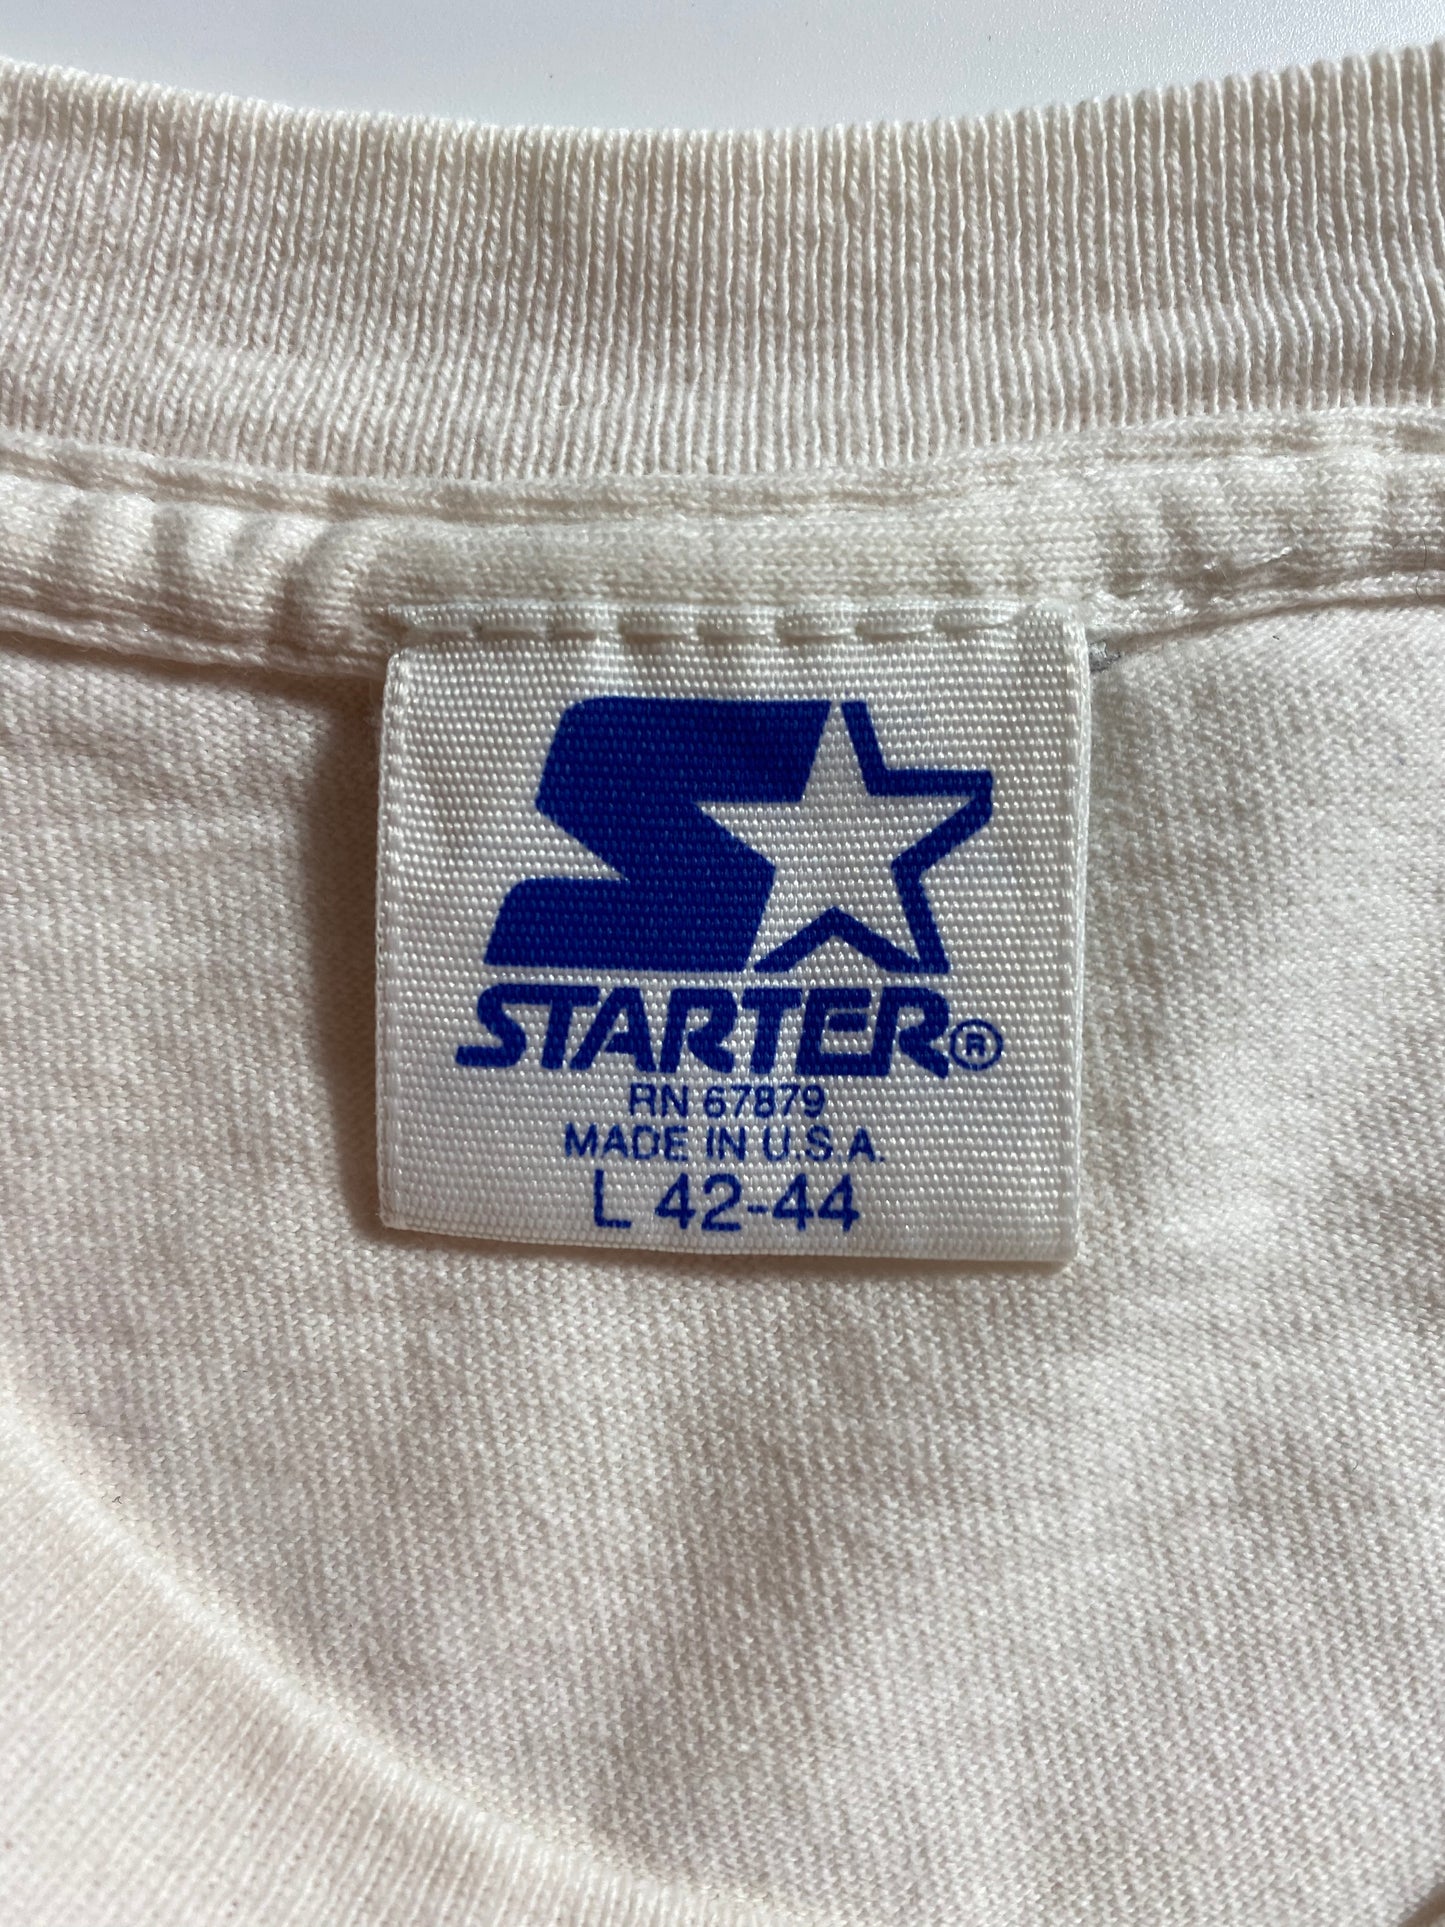 STARTER®
RN 67879
MADE IN U.S.A.
L 42-44